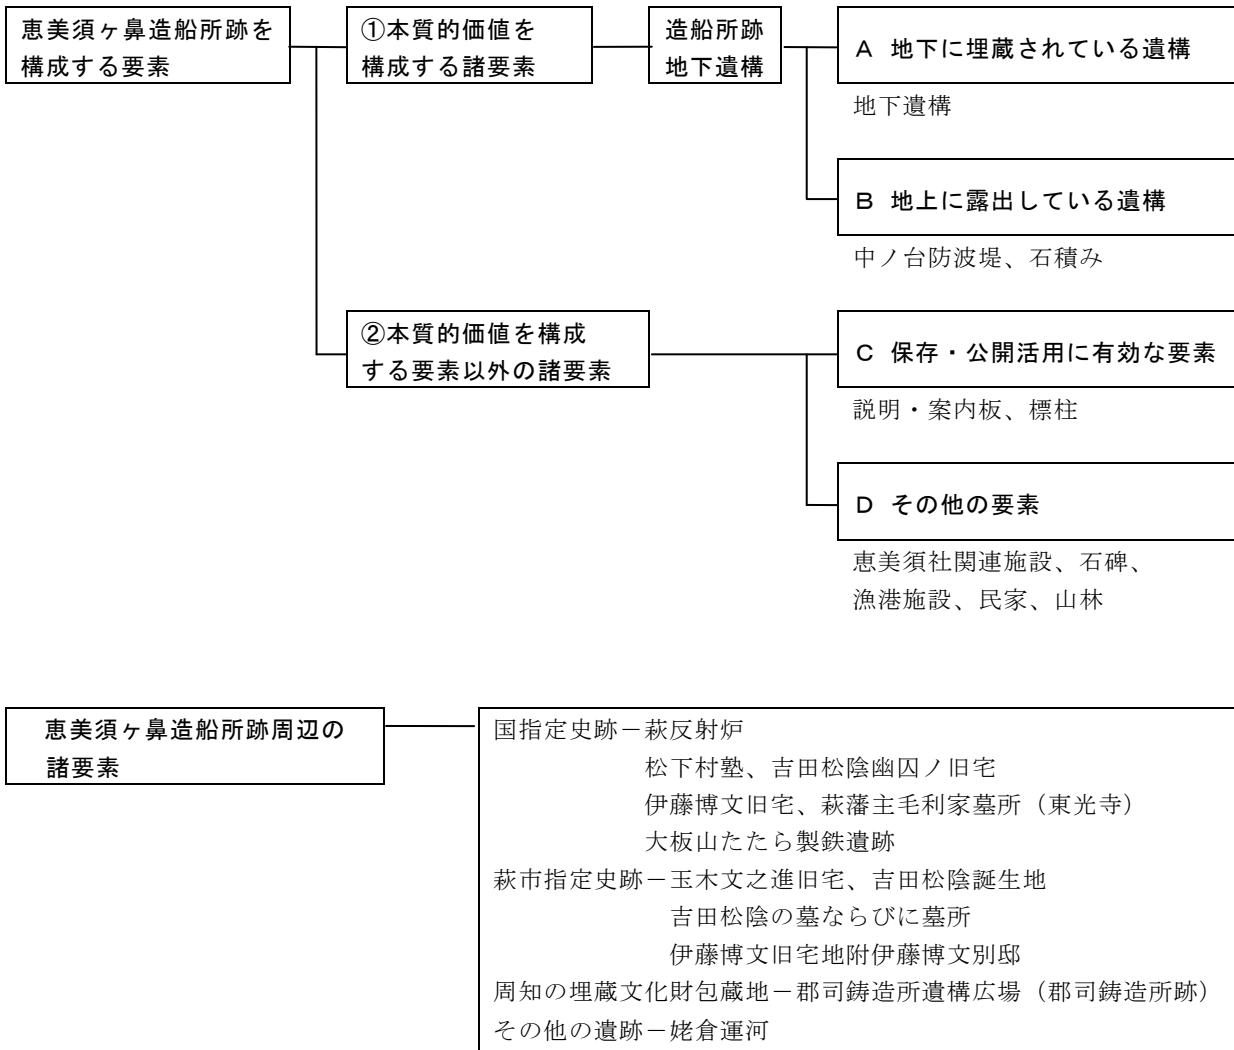 恵美須ヶ鼻造船所跡を
構成する要素
①本質的価値を
構成する諸要素
造船所跡
地下遺構
A 地下に埋蔵されている遺構
地下遺構
B 地上に露出している遺構
中ノ台防波堤、石積み
②本質的価値を構成
する要素以外の諸要素
C 保存・公開活用に有効な要素
説明・案内板、標柱
D その他の要素
恵美須社関連施設、石碑、
漁港施設、民家、山林
恵美須ヶ鼻造船所跡周辺の
諸要素
国指定史跡－萩反射炉
松下村塾、吉田松陰幽囚ノ旧宅
伊藤博文旧宅、萩藩主毛利家墓所（東光寺）
大板山たたら製鉄遺跡
萩市指定史跡－玉木文之進旧宅、吉田松陰誕生地
吉田松陰の墓ならびに墓所
伊藤博文旧宅地附伊藤博文別邸
周知の埋蔵文化財包蔵地－郡司鋳造所遺構広場（郡司鋳造所跡）
その他の遺跡－姥倉運河